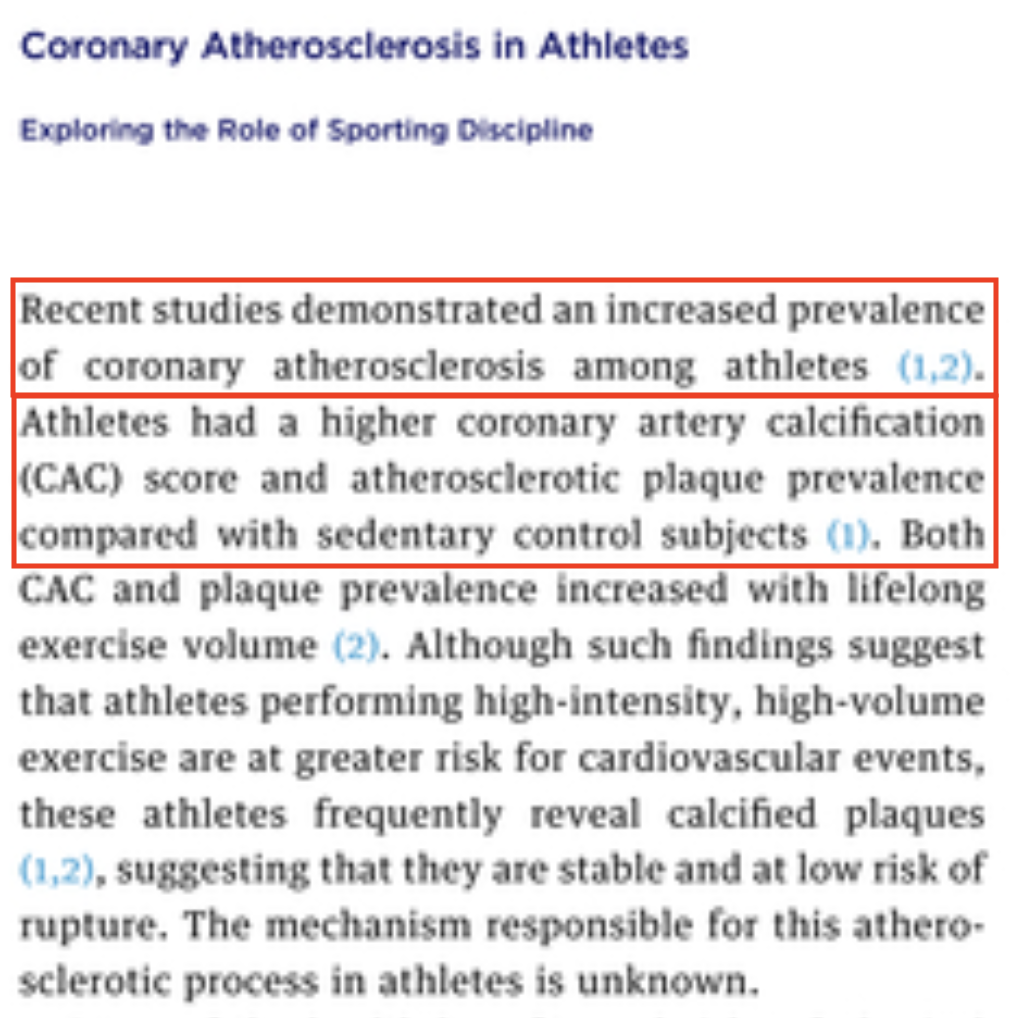 Coronary Atherosclerosis in Athletes
Exploring the Role of Sporting Discipline
Recent studies demonstrated an increased prevalence
of coronary atherosclerosis among athletes (1,2).
Athletes had a higher coronary artery calcification
(CAC) score and atherosclerotic plaque prevalence
compared with sedentary control subjects (1). Both
CAC and plaque prevalence increased with lifelong
exercise volume (2). Although such findings suggest
that athletes performing high-intensity, high-volume
exercise are at greater risk for cardiovascular events,
these athletes frequently reveal calcified plaques
(1,2), suggesting that they are stable and at low risk of
rupture. The mechanism responsible for this athero-
sclerotic process in athletes is unknown.